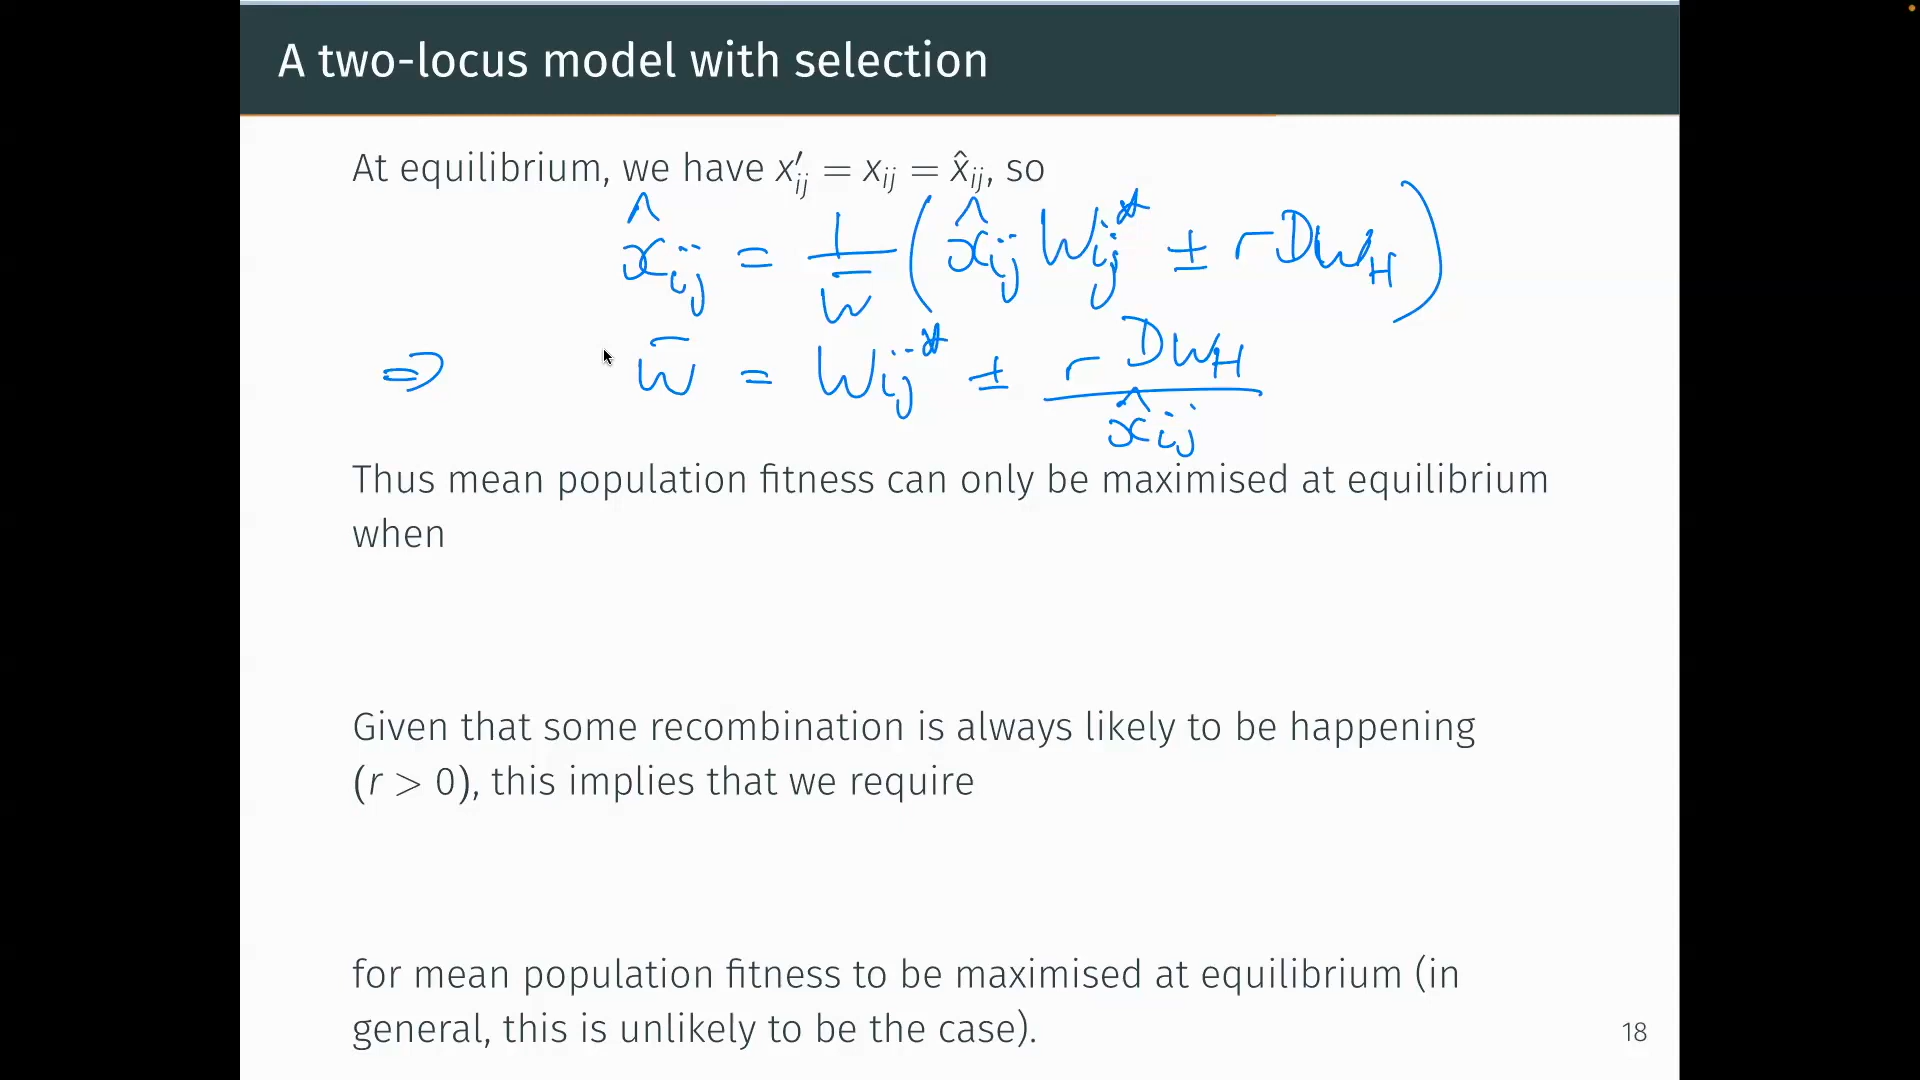 A two-locus model with selection
At equilibrium, we have x′ij = xij = x̂ij, so
x̂ij = 1/w̄ ( x̂ij Wij* ± rDwH )
⇒ w̄ = Wij* ± rDwH / x̂ij
Thus mean population fitness can only be maximised at equilibrium
when
Given that some recombination is always likely to be happening
(r > 0), this implies that we require
for mean population fitness to be maximised at equilibrium (in
general, this is unlikely to be the case).
18